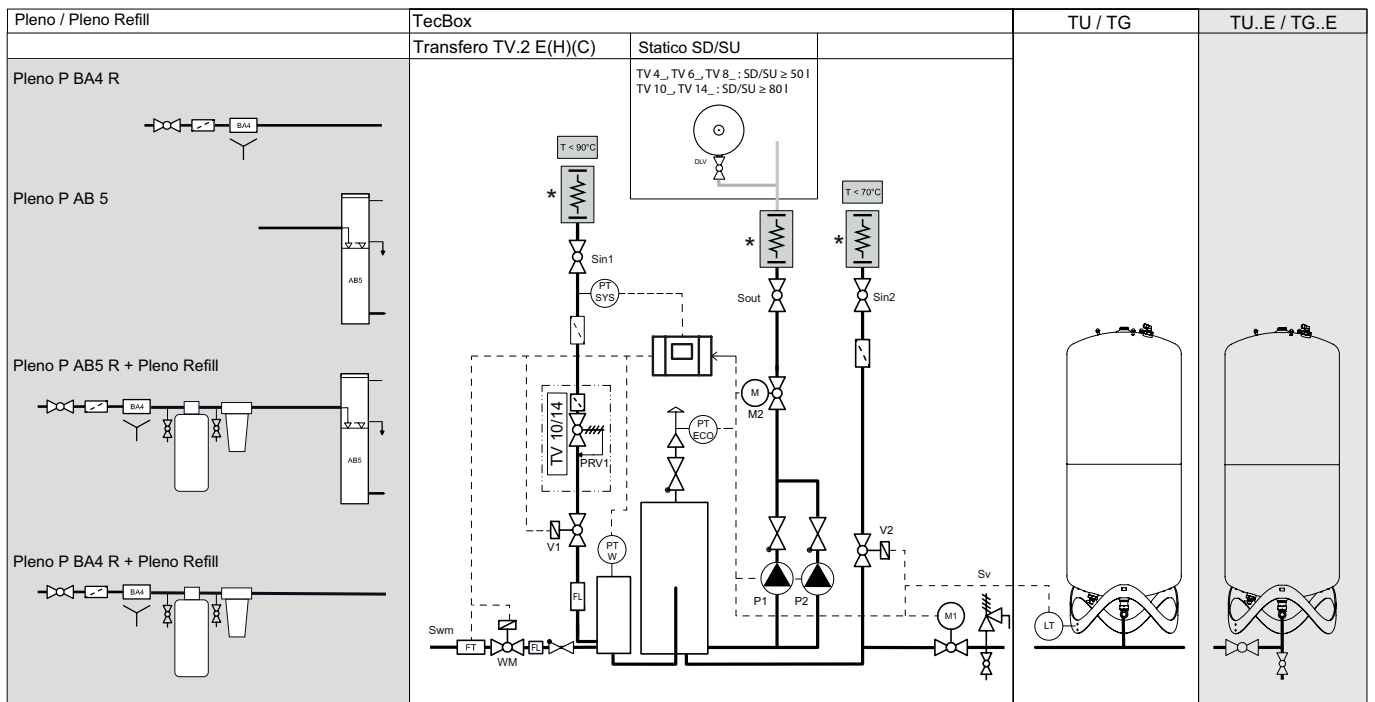 Pleno / Pleno Refill
TecBox
TU / TG
TU..E / TG..E
Transfero TV.2 E(H)(C)
Statico SD/SU
Pleno P BA4 R
BA4
Pleno P AB 5
AB5
Pleno P AB5 R + Pleno Refill
BA4
AB5
Pleno P BA4 R + Pleno Refill
BA4
TV 4_, TV 6_, TV 8_ : SD/SU ≥ 50 l
TV 10_, TV 14_ : SD/SU ≥ 80 l
DLV
T < 90°C
T < 70°C
*
*
*
Sin1
PT
SYS
Sout
Sin2
M
M2
PT
ECO
TV 10/14
PRV1
V1
PT
W
V2
FL
P1
P2
Sv
M1
LT
Swm
FT
WM
FL